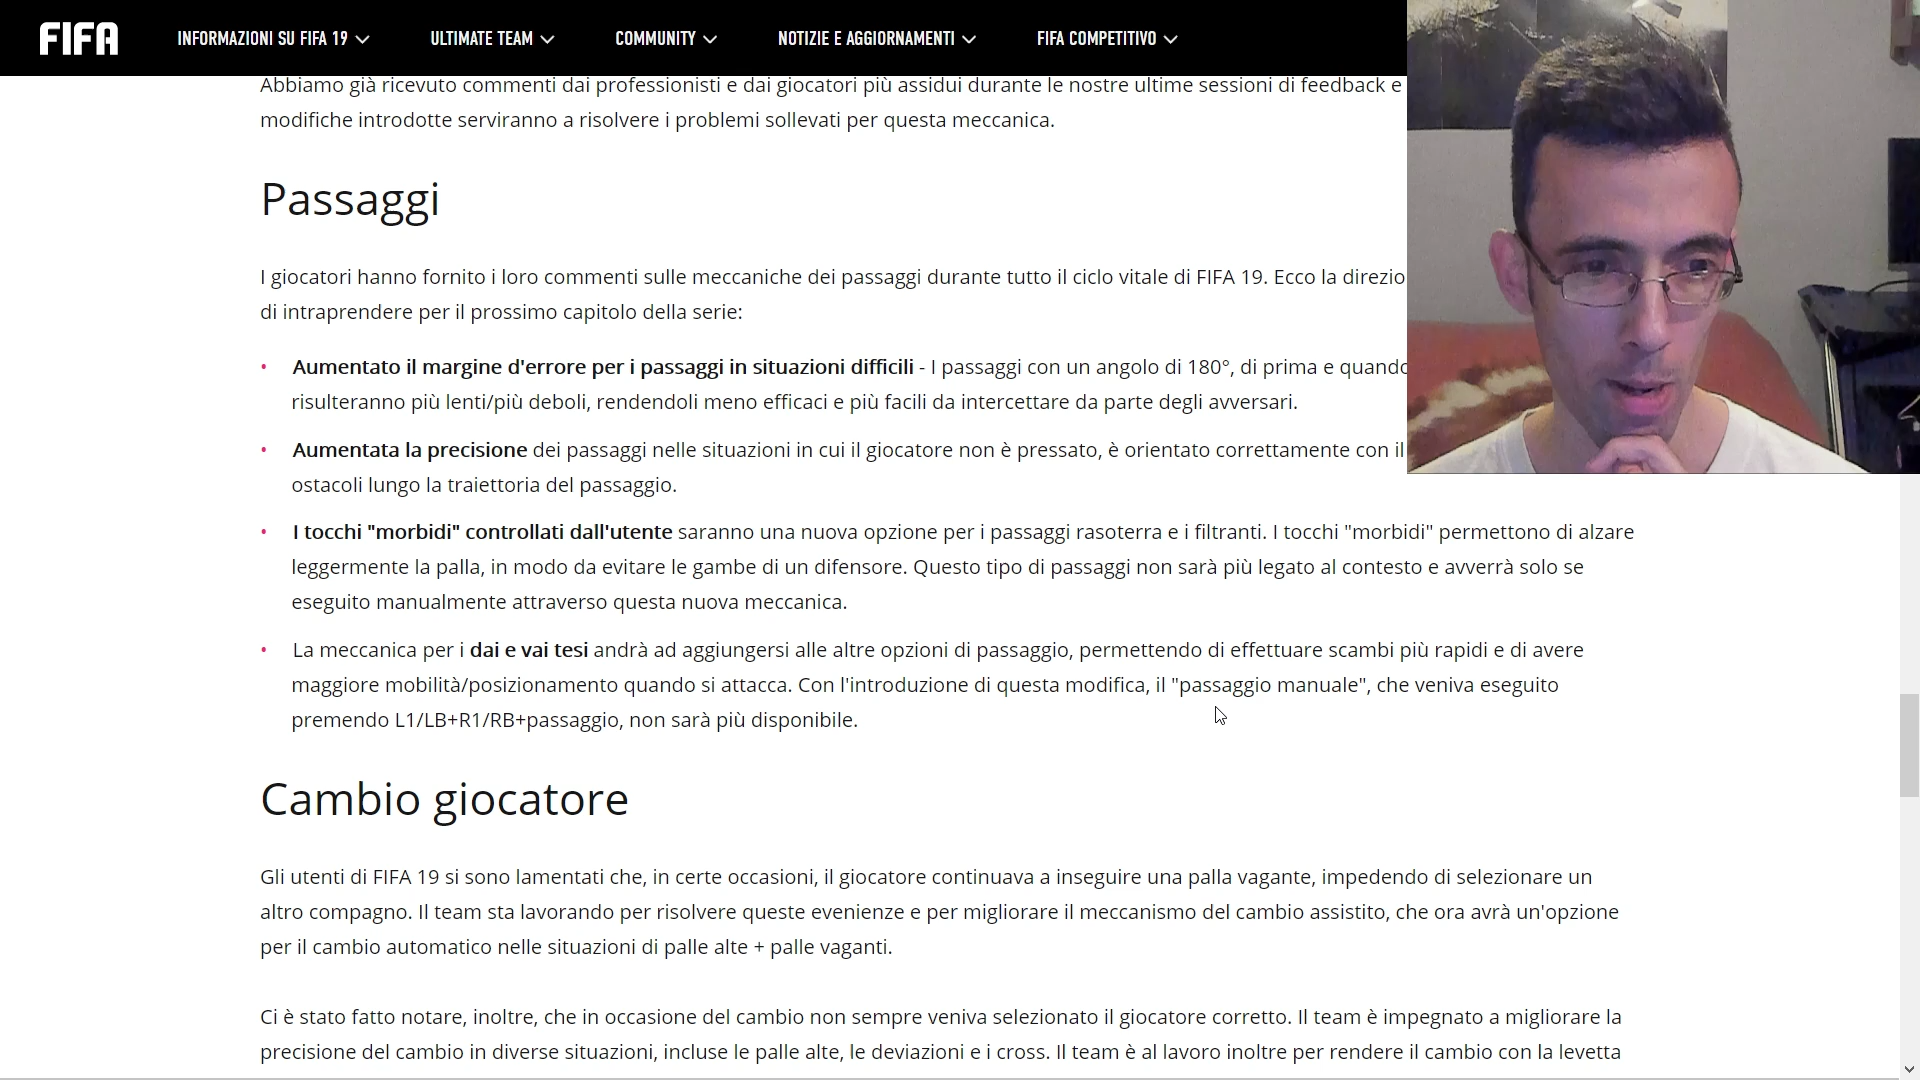 FIFA INFORMAZIONI SU FIFA 19 ULTIMATE TEAM COMMUNITY NOTIZIE E AGGIORNAMENTI FIFA COMPETITIVO
Abbiamo già ricevuto commenti dai professionisti e dai giocatori più assidui durante le nostre ultime sessioni di feedback e
modifiche introdotte serviranno a risolvere i problemi sollevati per questa meccanica.
Passaggi
I giocatori hanno fornito i loro commenti sulle meccaniche dei passaggi durante tutto il ciclo vitale di FIFA 19. Ecco la direzio
di intraprendere per il prossimo capitolo della serie:
• Aumentato il margine d'errore per i passaggi in situazioni difficili - I passaggi con un angolo di 180°, di prima e quando
risulteranno più lenti/più deboli, rendendoli meno efficaci e più facili da intercettare da parte degli avversari.
• Aumentata la precisione dei passaggi nelle situazioni in cui il giocatore non è pressato, è orientato correttamente con il
ostacoli lungo la traiettoria del passaggio.
• I tocchi "morbidi" controllati dall'utente saranno una nuova opzione per i passaggi rasoterra e i filtranti. I tocchi "morbidi" permettono di alzare
leggermente la palla, in modo da evitare le gambe di un difensore. Questo tipo di passaggi non sarà più legato al contesto e avverrà solo se
eseguito manualmente attraverso questa nuova meccanica.
• La meccanica per i dai e vai tesi andrà ad aggiungersi alle altre opzioni di passaggio, permettendo di effettuare scambi più rapidi e di avere
maggiore mobilità/posizionamento quando si attacca. Con l'introduzione di questa modifica, il "passaggio manuale", che veniva eseguito
premendo L1/LB+R1/RB+passaggio, non sarà più disponibile.
Cambio giocatore
Gli utenti di FIFA 19 si sono lamentati che, in certe occasioni, il giocatore continuava a inseguire una palla vagante, impedendo di selezionare un
altro compagno. Il team sta lavorando per risolvere queste evenienze e per migliorare il meccanismo del cambio assistito, che ora avrà un'opzione
per il cambio automatico nelle situazioni di palle alte + palle vaganti.
Ci è stato fatto notare, inoltre, che in occasione del cambio non sempre veniva selezionato il giocatore corretto. Il team è impegnato a migliorare la
precisione del cambio in diverse situazioni, incluse le palle alte, le deviazioni e i cross. Il team è al lavoro inoltre per rendere il cambio con la levetta